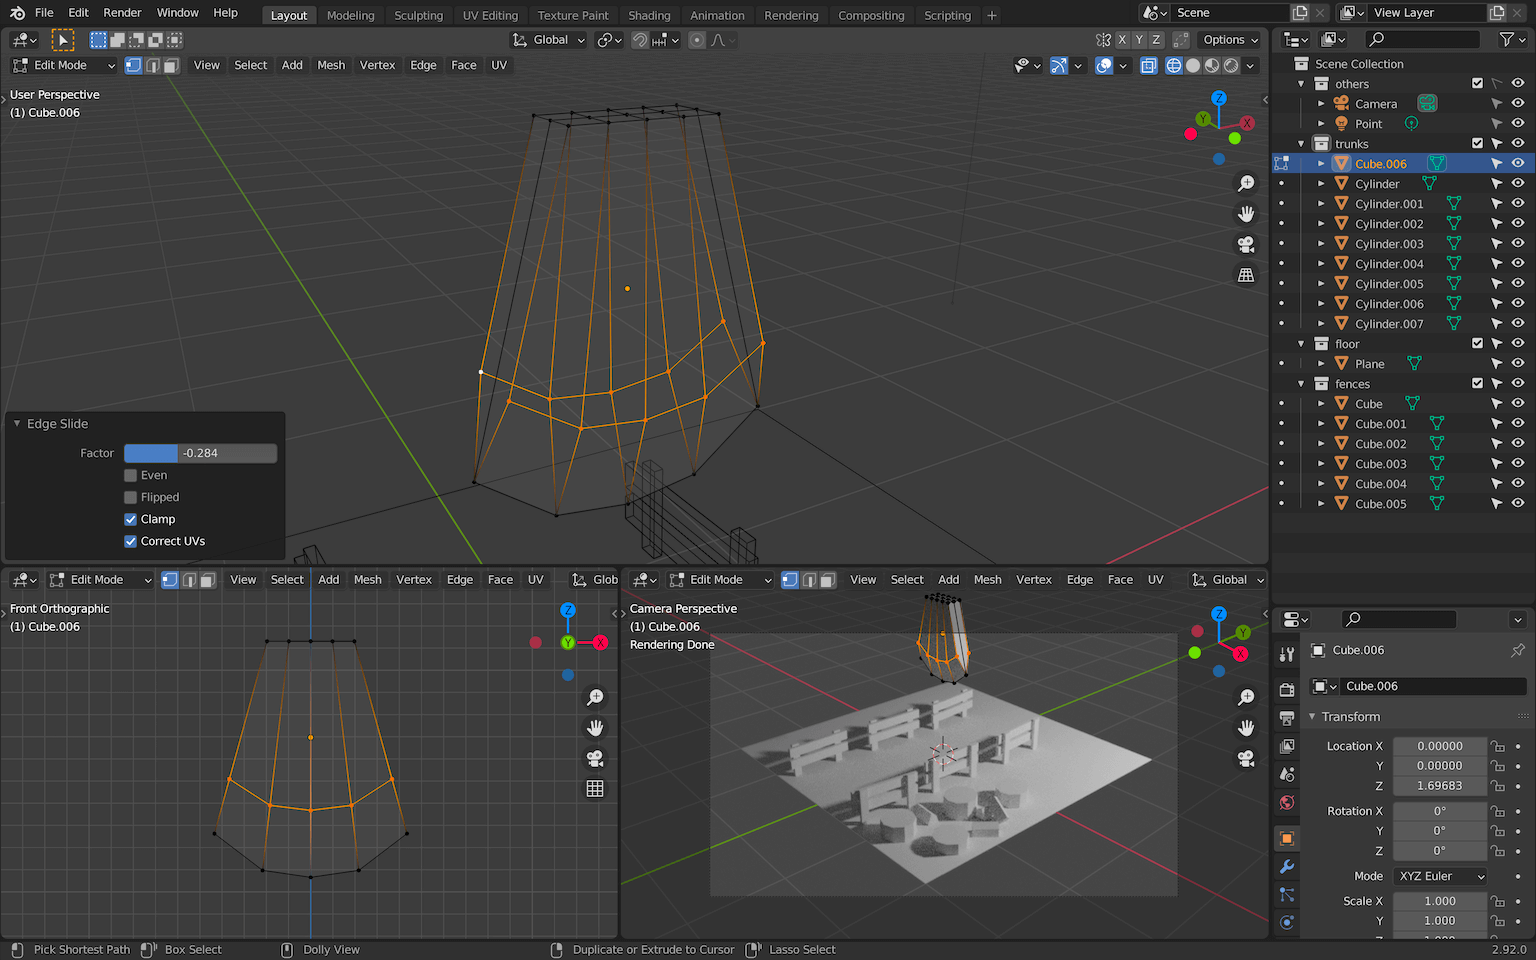 File Edit Render Window Help Layout Modeling Sculpting UV Editing Texture Paint Shading Animation Rendering Compositing Scripting + Scene View Layer
Global X Y Z Options
Edit Mode View Select Add Mesh Vertex Edge Face UV
User Perspective
(1) Cube.006
Z
Y
X
Edge Slide
Factor -0.284
Even
Flipped
Clamp
Correct UVs
Edit Mode View Select Add Mesh Vertex Edge Face UV Glob
Front Orthographic
(1) Cube.006
Z
Y
X
Edit Mode View Select Add Mesh Vertex Edge Face UV Global
Camera Perspective
(1) Cube.006
Rendering Done
Z
Y
X
Scene Collection
others
Camera
Point
trunks
Cube.006
Cylinder
Cylinder.001
Cylinder.002
Cylinder.003
Cylinder.004
Cylinder.005
Cylinder.006
Cylinder.007
floor
Plane
fences
Cube
Cube.001
Cube.002
Cube.003
Cube.004
Cube.005
Cube.006
Cube.006
Transform
Location X 0.00000
Y 0.00000
Z 1.69683
Rotation X 0°
Y 0°
Z 0°
Mode XYZ Euler
Scale X 1.000
Y 1.000
Pick Shortest Path Box Select Dolly View Duplicate or Extrude to Cursor Lasso Select 2.92.0